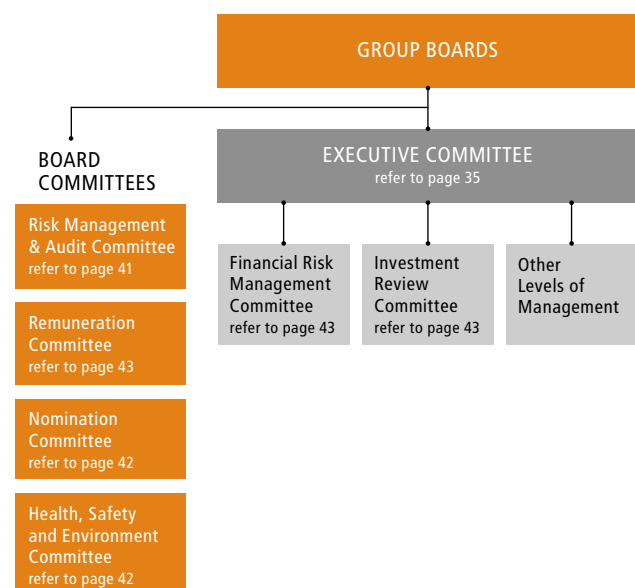 GROUP BOARDS
BOARD
COMMITTEES
Risk Management
& Audit Committee
refer to page 41
Remuneration
Committee
refer to page 43
Nomination
Committee
refer to page 42
Health, Safety
and Environment
Committee
refer to page 42
EXECUTIVE COMMITTEE
refer to page 35
Financial Risk
Management
Committee
refer to page 43
Investment
Review
Committee
refer to page 43
Other
Levels of
Management